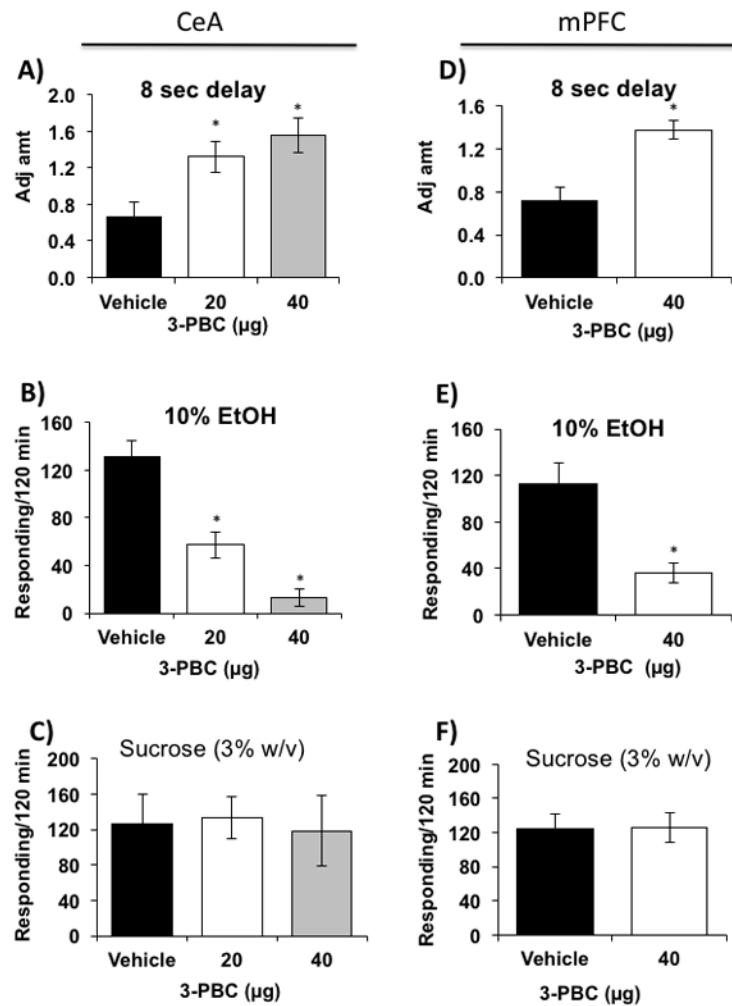 CeA
A)
8 sec delay
*
*
Adj amt
2.0
1.6
1.2
0.8
0.4
0.0
Vehicle 20 40
3-PBC (µg)
B)
10% EtOH
*
*
Responding/120 min
160
120
80
40
0
Vehicle 20 40
3-PBC (µg)
C)
Sucrose (3% w/v)
Responding/120 min
200
160
120
80
40
0
Vehicle 20 40
3-PBC (µg)
mPFC
D)
8 sec delay
*
Adj amt
1.6
1.2
0.8
0.4
0.0
Vehicle 40
3-PBC (µg)
E)
10% EtOH
*
Responding/120 min
160
120
80
40
0
Vehicle 40
3-PBC (µg)
F)
Sucrose (3% w/v)
Responding/120 min
200
160
120
80
40
0
Vehicle 40
3-PBC (µg)